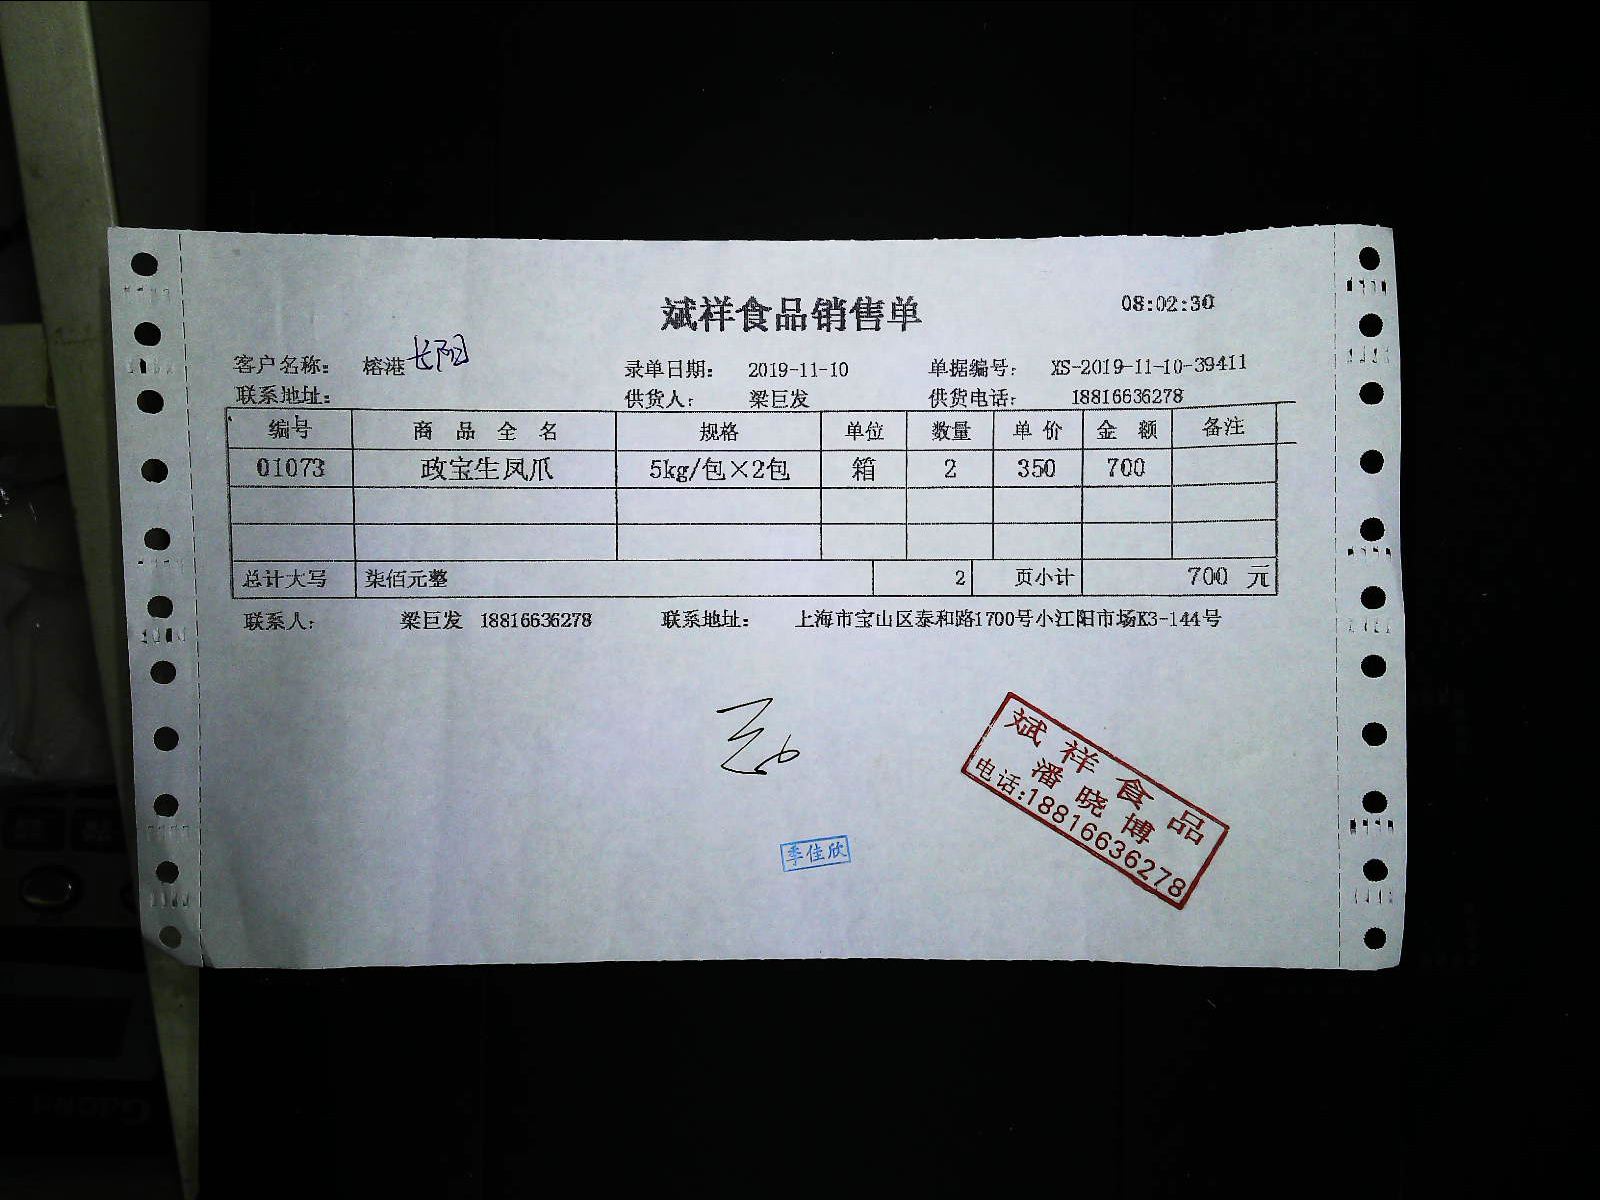 斌祥食品销售单 08:02:30
客户名称： 榕港 长阳 录单日期： 2019-11-10 单据编号： XS-2019-11-10-39411
联系地址： 供货人： 梁巨发 供货电话： 18816636278
编号 商品全名 规格 单位 数量 单价 金额 备注
01073 政宝生凤爪 5kg/包×2包 箱 2 350 700
总计大写 柒佰元整 2 页小计 700 元
联系人： 梁巨发 18816636278 联系地址： 上海市宝山区泰和路1700号小江阳市场K3-144号
斌祥食品
潘晓博
电话:18816636278
季佳欣